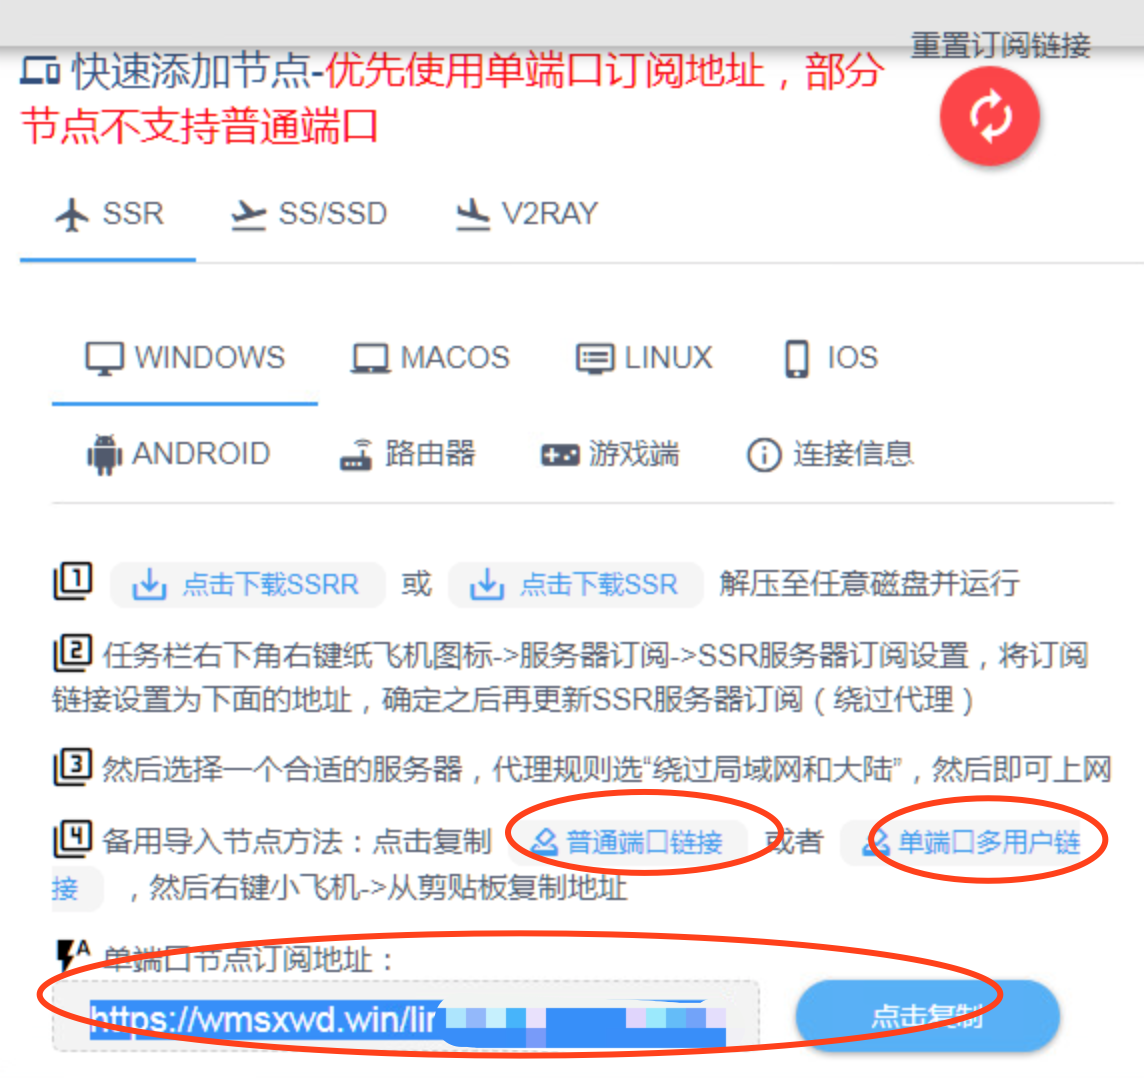 重置订阅链接
快速添加节点-优先使用单端口订阅地址，部分
节点不支持普通端口
SSR SS/SSD V2RAY
WINDOWS MACOS LINUX IOS
ANDROID 路由器 游戏端 连接信息
1 点击下载SSRR 或 点击下载SSR 解压至任意磁盘并运行
2 任务栏右下角右键纸飞机图标->服务器订阅->SSR服务器订阅设置，将订阅
链接设置为下面的地址，确定之后再更新SSR服务器订阅（绕过代理）
3 然后选择一个合适的服务器，代理规则选“绕过局域网和大陆”，然后即可上网
4 备用导入节点方法：点击复制 普通端口链接 或者 单端口多用户链
接 ，然后右键小飞机->从剪贴板复制地址
A 单端口节点订阅地址：
https://wmsxwd.win/lin 点击复制